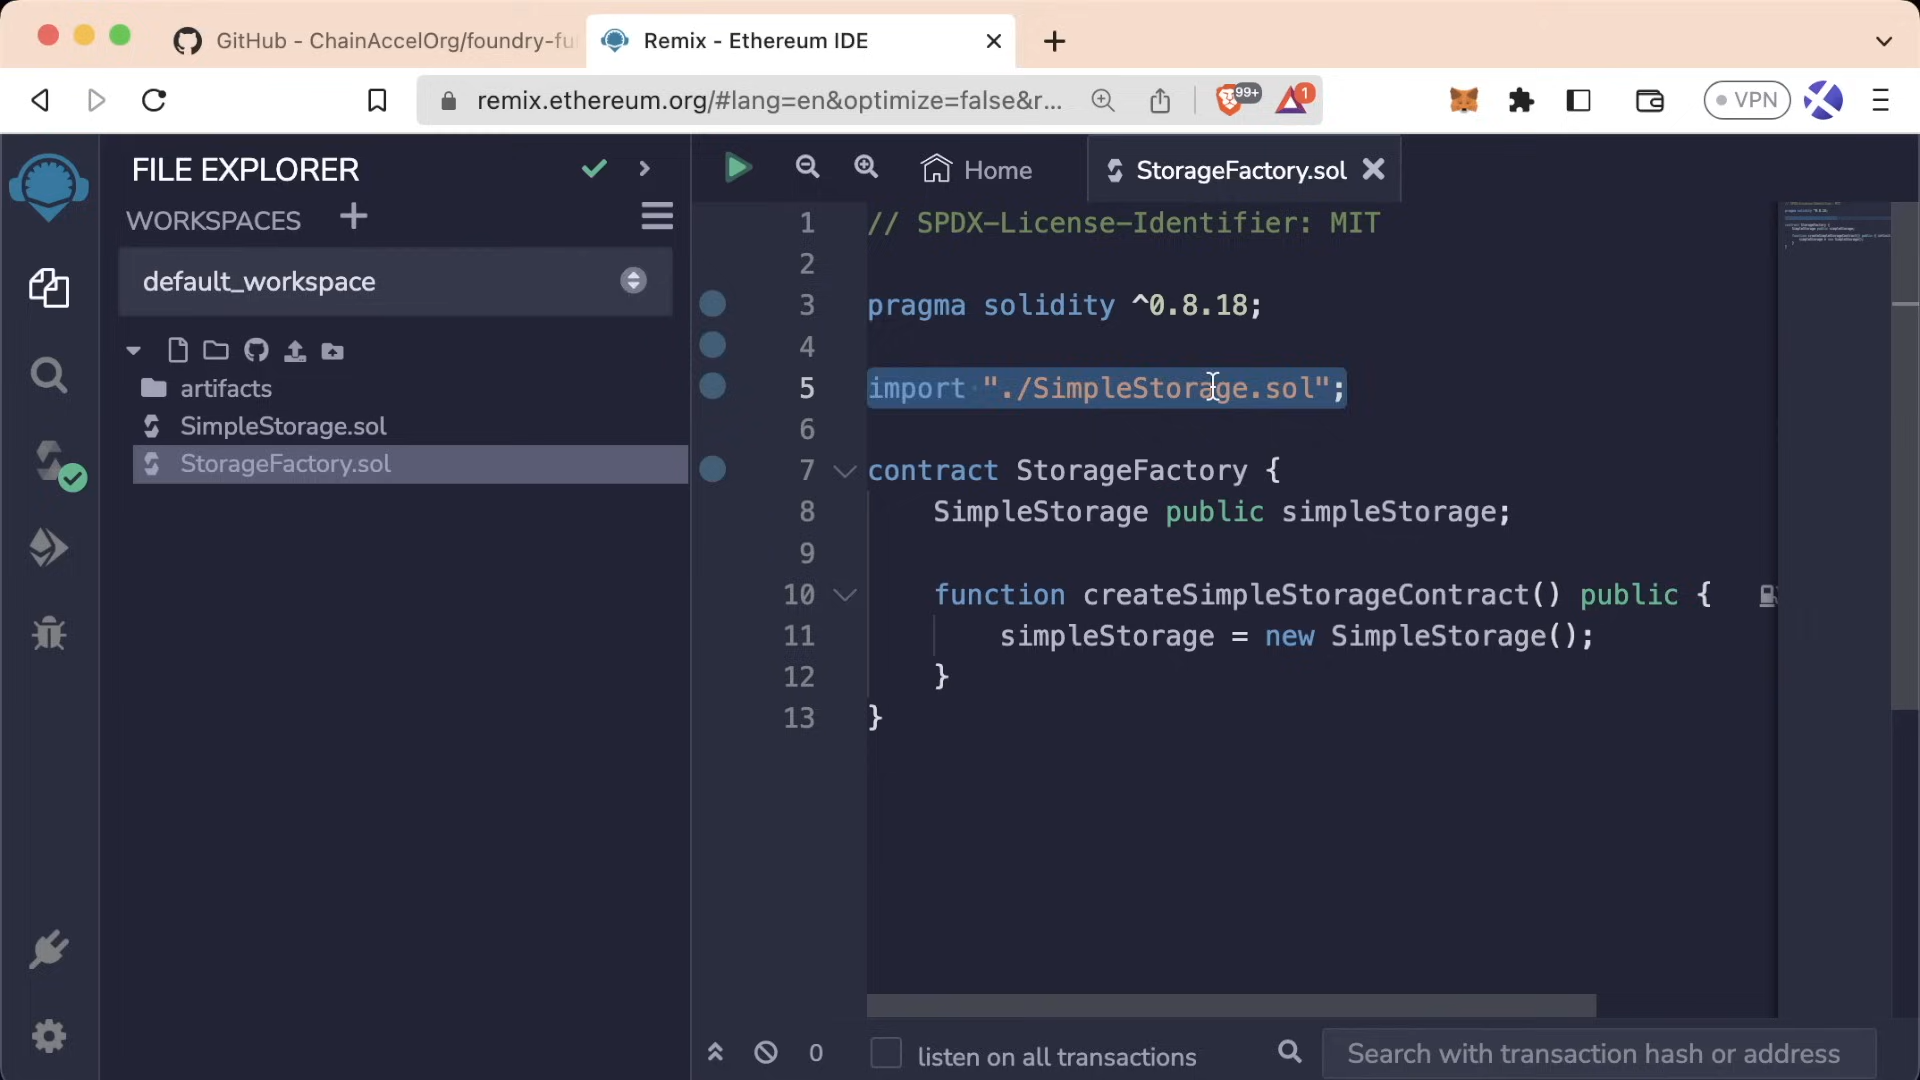 GitHub - ChainAccelOrg/foundry-fu
Remix - Ethereum IDE
remix.ethereum.org/#lang=en&optimize=false&r...
99+
1
VPN
FILE EXPLORER
WORKSPACES
default_workspace
artifacts
SimpleStorage.sol
StorageFactory.sol
Home
StorageFactory.sol
1 // SPDX-License-Identifier: MIT
2
3 pragma solidity ^0.8.18;
4
5 import "./SimpleStorage.sol";
6
7 contract StorageFactory {
8 SimpleStorage public simpleStorage;
9
10 function createSimpleStorageContract() public {
11 simpleStorage = new SimpleStorage();
12 }
13 }
0
listen on all transactions
Search with transaction hash or address